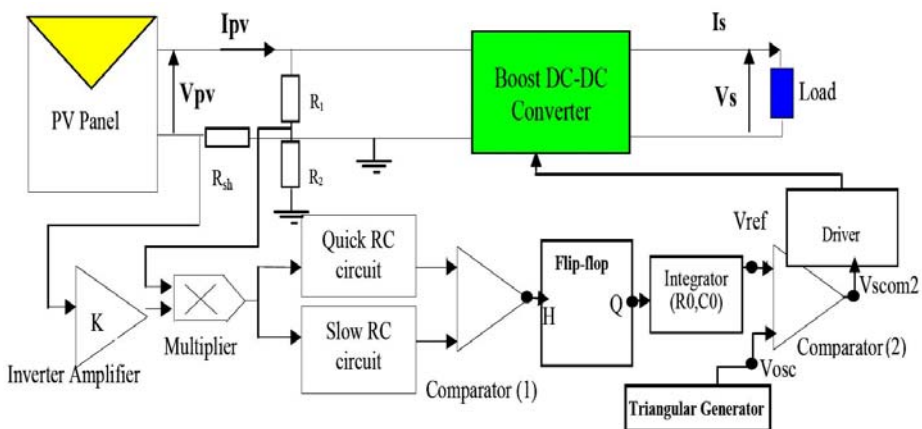 Ipv
Is
PV Panel
Vpv
R1
Rsh
R2
Boost DC-DC
Converter
Vs
Load
Quick RC
circuit
Slow RC
circuit
K
Inverter Amplifier
Multiplier
Comparator (1)
H
Flip-flop
Q
Integrator
(R0,C0)
Vref
Driver
Vscom2
Comparator (2)
Vosc
Triangular Generator